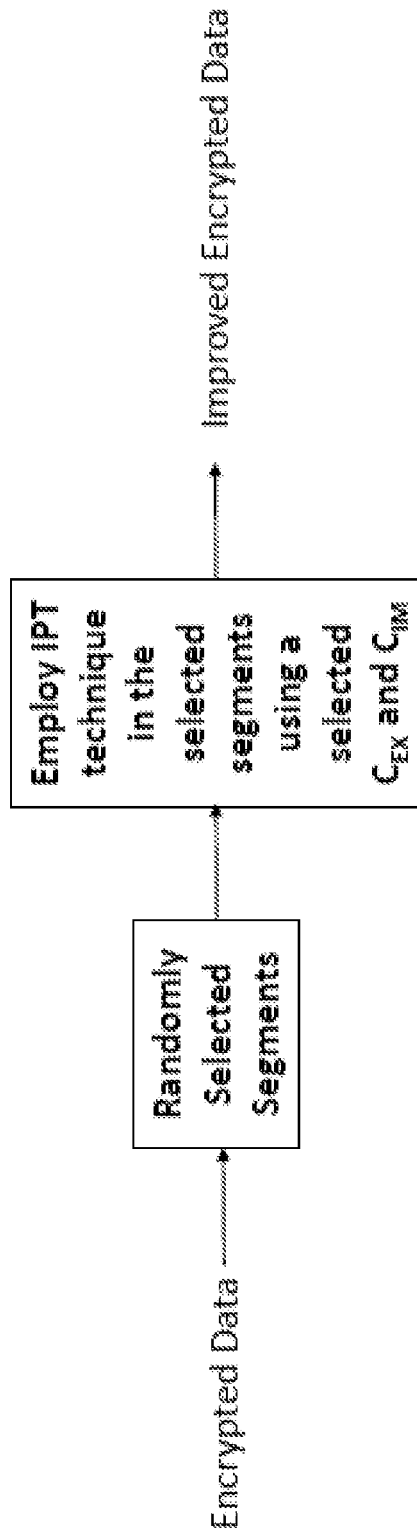 Encrypted Data
Randomly
Selected
Segments
Employ IPT
technique
in the
selected
segments
using a
selected
C_EX and C_IM
Improved Encrypted Data